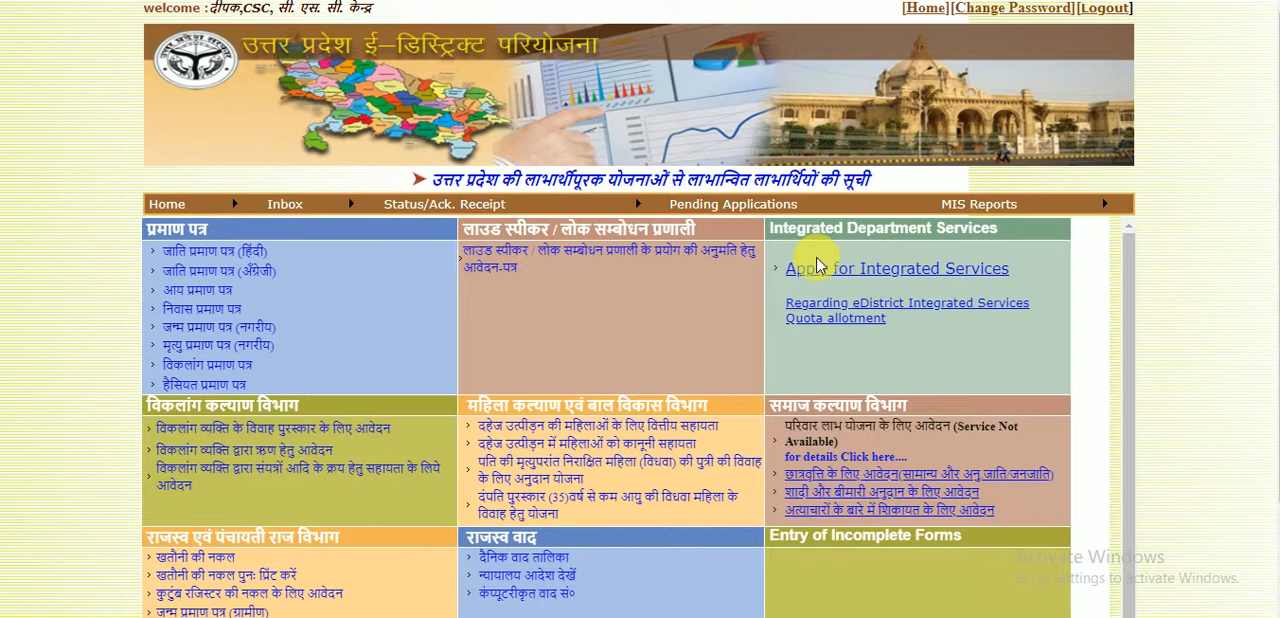 welcome :दीपक,CSC, सी. एस. सी. केन्द्र
[Home][Change Password][Logout]
उत्तर प्रदेश ई–डिस्ट्रिक्ट परियोजना
उत्तर प्रदेश की लाभार्थीपूरक योजनाओं से लाभान्वित लाभार्थियों की सूची
Home Inbox Status/Ack. Receipt Pending Applications MIS Reports
प्रमाण पत्र
जाति प्रमाण पत्र (हिंदी)
जाति प्रमाण पत्र (अँग्रेजी)
आय प्रमाण पत्र
निवास प्रमाण पत्र
जन्म प्रमाण पत्र (नगरीय)
मृत्यु प्रमाण पत्र (नगरीय)
विकलांग प्रमाण पत्र
हैसियत प्रमाण पत्र
लाउड स्पीकर / लोक सम्बोधन प्रणाली
लाउड स्पीकर / लोक सम्बोधन प्रणाली के प्रयोग की अनुमति हेतु
आवेदन-पत्र
Integrated Department Services
Apply for Integrated Services
Regarding eDistrict Integrated Services
Quota allotment
विकलांग कल्याण विभाग
विकलांग व्यक्ति के विवाह पुरस्कार के लिए आवेदन
विकलांग व्यक्ति द्वारा ऋण हेतु आवेदन
विकलांग व्यक्ति द्वारा संयत्रों आदि के क्रय हेतु सहायता के लिये
आवेदन
महिला कल्याण एवं बाल विकास विभाग
दहेज उत्पीड़न की महिलाओं के लिए वित्तीय सहायता
दहेज उत्पीड़न में महिलाओं को कानूनी सहायता
पति की मृत्युपरांत निराक्षित महिला (विधवा) की पुत्री की विवाह
के लिए अनुदान योजना
दंपति पुरस्कार (35)वर्ष से कम आयु की विधवा महिला के
विवाह हेतु योजना
समाज कल्याण विभाग
परिवार लाभ योजना के लिए आवेदन (Service Not
Available)
for details Click here....
छात्रवृत्ति के लिए आवेदन(सामान्य और अनु जाति/जनजाति)
शादी और बीमारी अनुदान के लिए आवेदन
अत्याचारों के बारे में शिकायत के लिए आवेदन
राजस्व एवं पंचायती राज विभाग
खतौनी की नकल
खतौनी की नकल पुनः प्रिंट करें
कुटुंब रजिस्टर की नकल के लिए आवेदन
जन्म प्रमाण पत्र (ग्रामीण)
राजस्व वाद
दैनिक वाद तालिका
न्यायालय आदेश देखें
कंप्यूटरीकृत वाद सं०
Entry of Incomplete Forms
Activate Windows
Go to Settings to activate Windows.